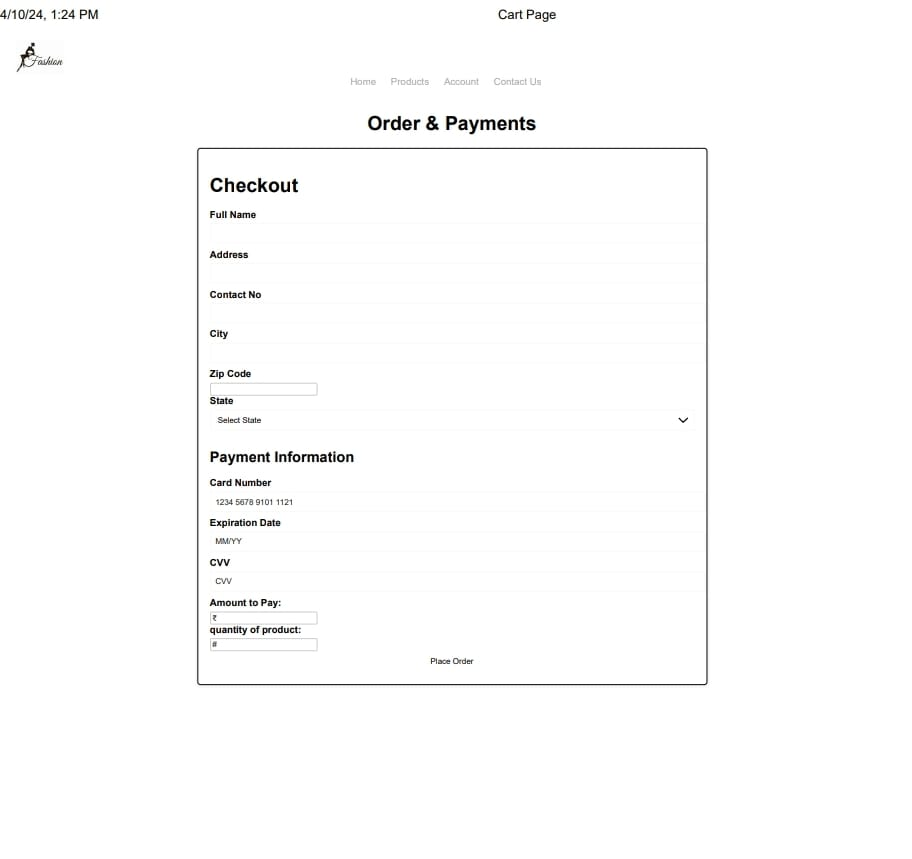 4/10/24, 1:24 PM Cart Page
Fashion
Home Products Account Contact Us
Order & Payments
Checkout
Full Name
Address
Contact No
City
Zip Code
State
Select State
Payment Information
Card Number
1234 5678 9101 1121
Expiration Date
MM/YY
CVV
CVV
Amount to Pay:
₹
quantity of product:
#
Place Order